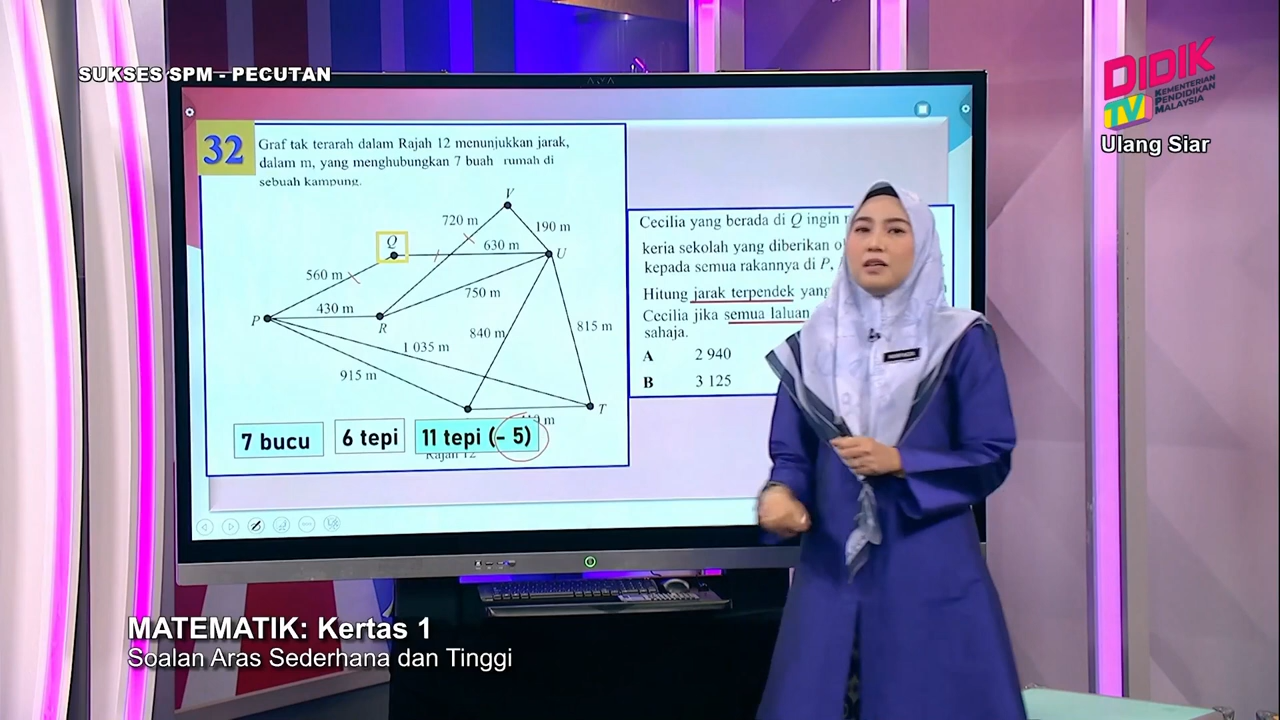 SUKSES SPM - PECUTAN
DIDIK
TV
KEMENTERIAN
PENDIDIKAN
MALAYSIA
Ulang Siar
32
Graf tak terarah dalam Rajah 12 menunjukkan jarak,
dalam m, yang menghubungkan 7 buah rumah di
sebuah kampung.
V
720 m
190 m
Q
630 m
U
560 m
750 m
430 m
P
R
840 m
815 m
1 035 m
915 m
T
m
7 bucu
6 tepi
11 tepi (- 5)
Rajah 12
Cecilia yang berada di Q ingin
kerja sekolah yang diberikan
kepada semua rakannya di P,
Hitung jarak terpendek yang
Cecilia jika semua laluan
sahaja.
A 2 940
B 3 125
MATEMATIK: Kertas 1
Soalan Aras Sederhana dan Tinggi